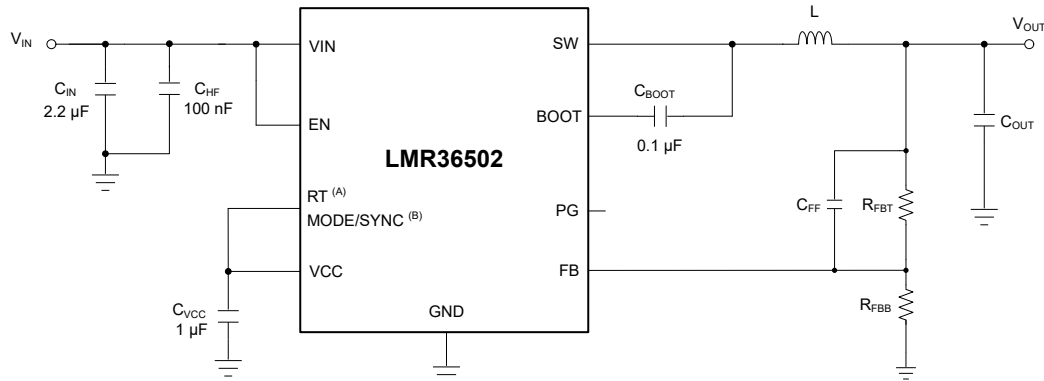 V_IN
C_IN
2.2 µF
C_HF
100 nF
VIN
EN
RT (A)
MODE/SYNC (B)
VCC
C_VCC
1 µF
LMR36502
GND
SW
BOOT
PG
FB
C_BOOT
0.1 µF
L
V_OUT
C_OUT
C_FF
R_FBT
R_FBB